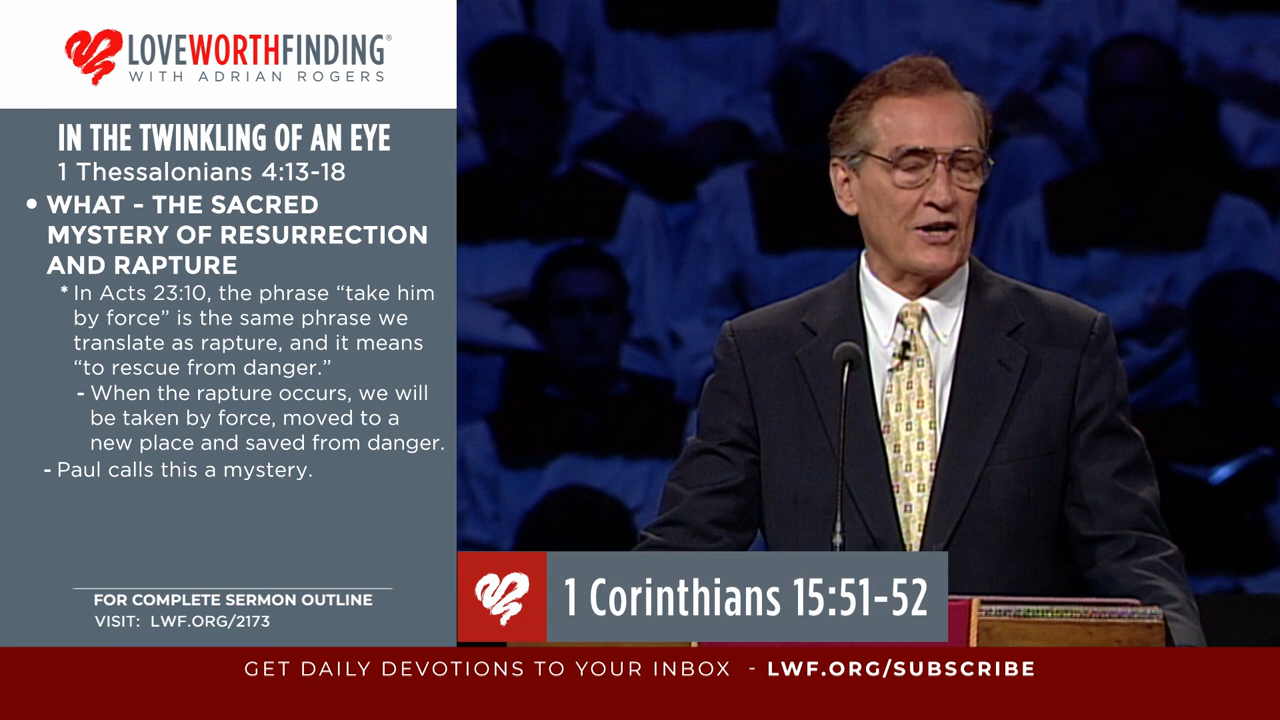 LOVEWORTHFINDING®
WITH ADRIAN ROGERS
IN THE TWINKLING OF AN EYE
1 Thessalonians 4:13-18
• WHAT - THE SACRED
MYSTERY OF RESURRECTION
AND RAPTURE
* In Acts 23:10, the phrase “take him
by force” is the same phrase we
translate as rapture, and it means
“to rescue from danger.”
- When the rapture occurs, we will
be taken by force, moved to a
new place and saved from danger.
- Paul calls this a mystery.
FOR COMPLETE SERMON OUTLINE
VISIT: LWF.ORG/2173
1 Corinthians 15:51-52
GET DAILY DEVOTIONS TO YOUR INBOX - LWF.ORG/SUBSCRIBE